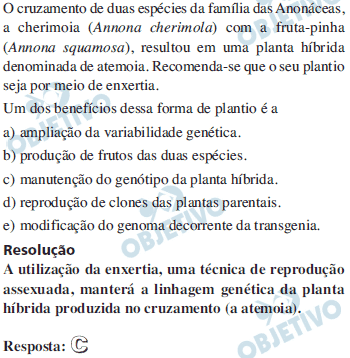 O cruzamento de duas espécies da família das Anonáceas,
a cherimoia (Annona cherimola) com a fruta-pinha
(Annona squamosa), resultou em uma planta híbrida
denominada de atemoia. Recomenda-se que o seu plantio
seja por meio de enxertia.
Um dos benefícios dessa forma de plantio é a
a) ampliação da variabilidade genética.
b) produção de frutos das duas espécies.
c) manutenção do genótipo da planta híbrida.
d) reprodução de clones das plantas parentais.
e) modificação do genoma decorrente da transgenia.
Resolução
A utilização da enxertia, uma técnica de reprodução
assexuada, manterá a linhagem genética da planta
híbrida produzida no cruzamento (a atemoia).
Resposta: C
OBJETIVO
OBJETIVO
OBJETIVO
OBJETIVO